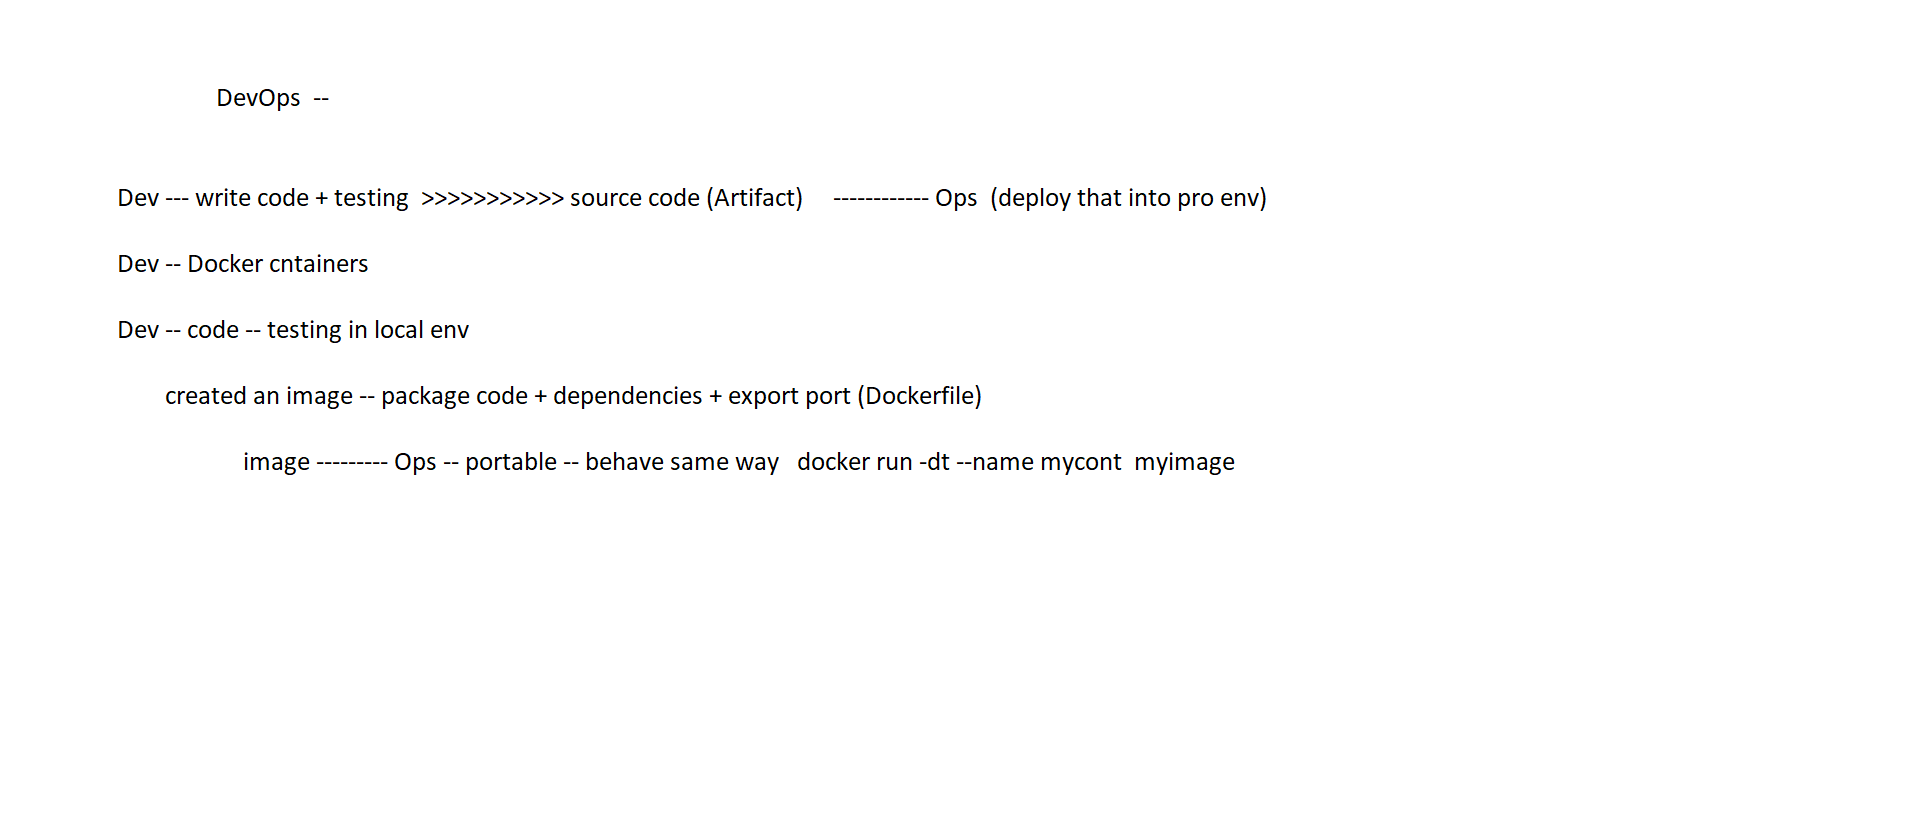 DevOps --
Dev --- write code + testing >>>>>>>>>>> source code (Artifact) ------------ Ops (deploy that into pro env)
Dev -- Docker cntainers
Dev -- code -- testing in local env
created an image -- package code + dependencies + export port (Dockerfile)
image --------- Ops -- portable -- behave same way docker run -dt --name mycont myimage